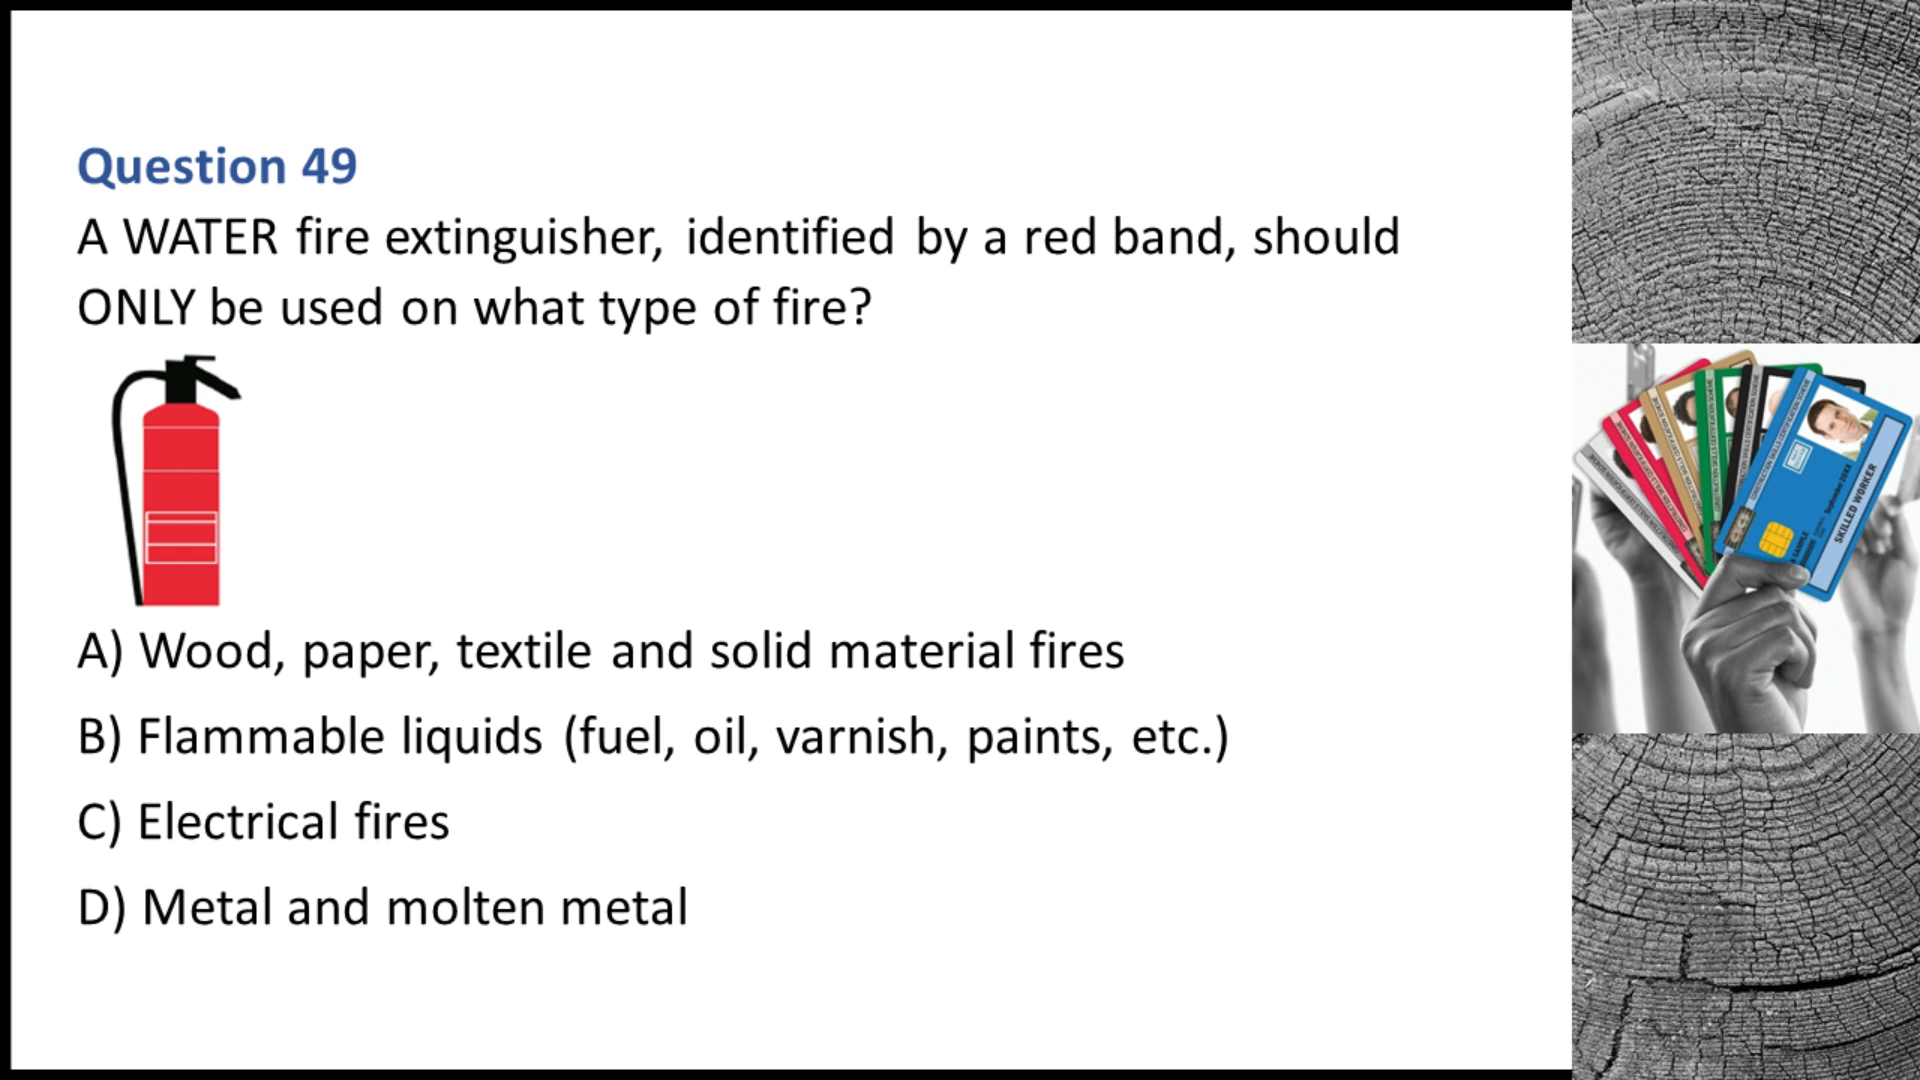 Question 49
A WATER fire extinguisher, identified by a red band, should
ONLY be used on what type of fire?
A) Wood, paper, textile and solid material fires
B) Flammable liquids (fuel, oil, varnish, paints, etc.)
C) Electrical fires
D) Metal and molten metal
SKILLED WORKER